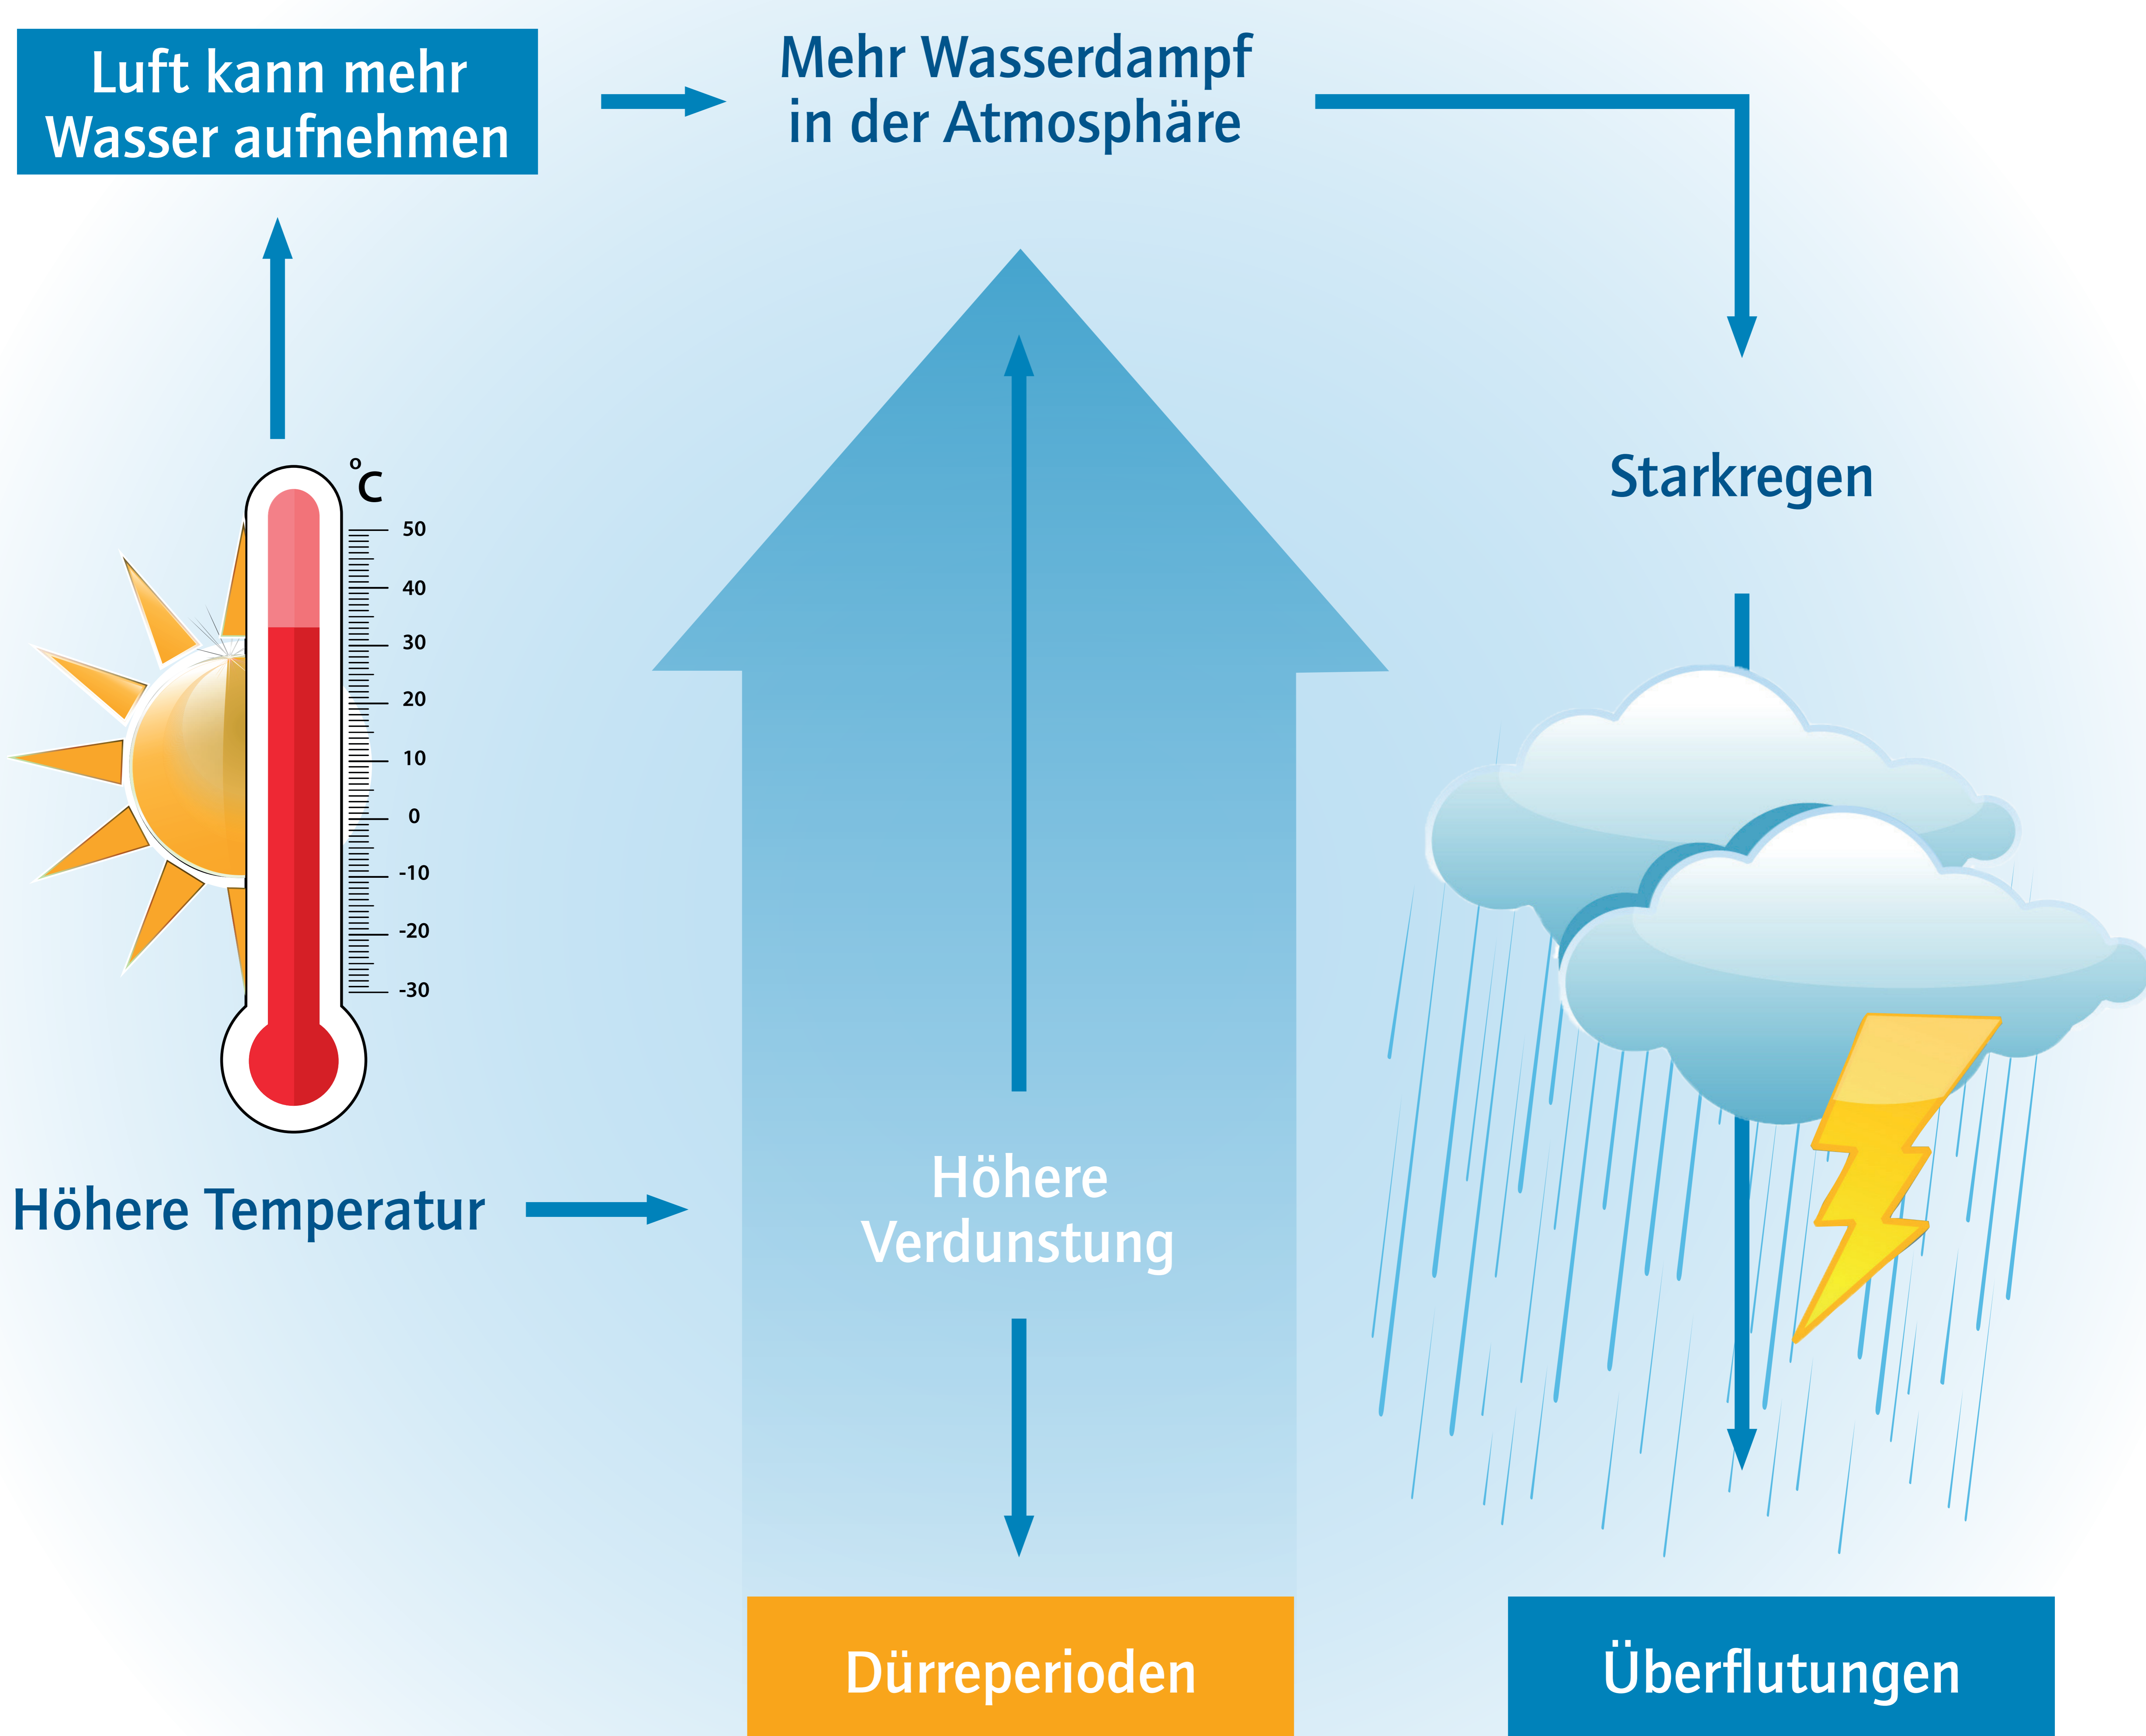 Luft kann mehr
Wasser aufnehmen
Mehr Wasserdampf
in der Atmosphäre
Starkregen
°C
50
40
30
20
10
0
-10
-20
-30
Höhere Temperatur
Höhere
Verdunstung
Dürreperioden
Überflutungen